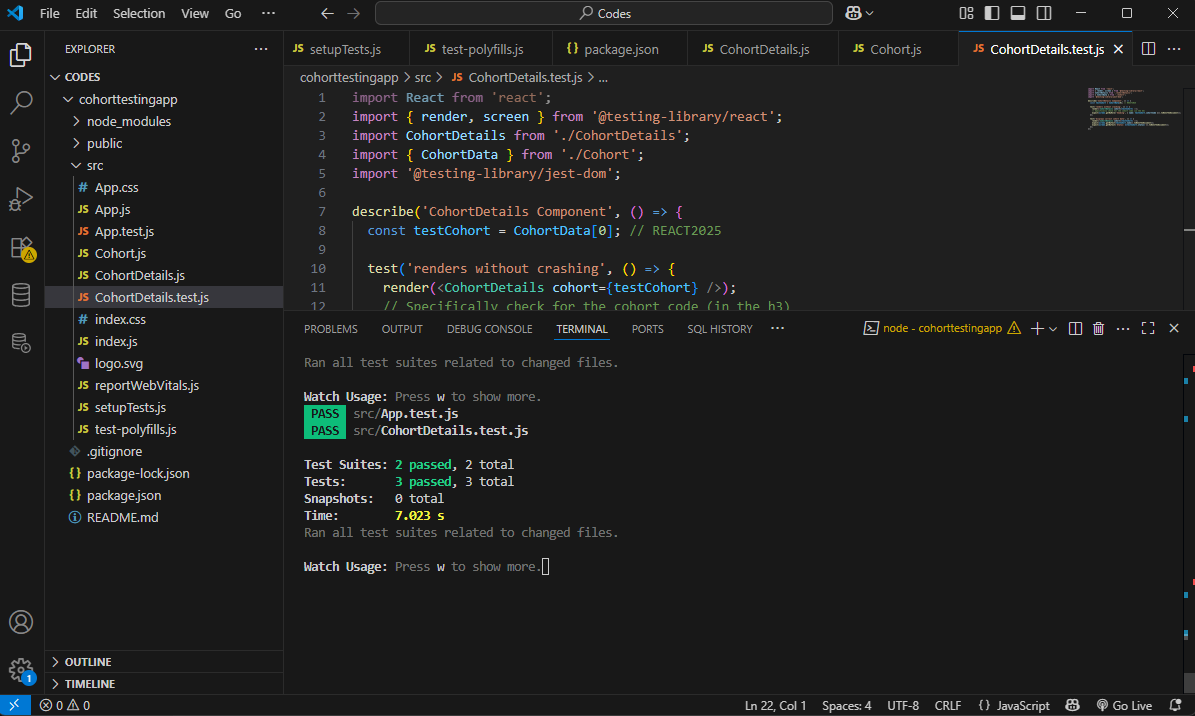 File Edit Selection View Go ··· Codes
EXPLORER ···
CODES
cohorttestingapp
node_modules
public
src
# App.css
JS App.js
JS App.test.js
JS Cohort.js
JS CohortDetails.js
JS CohortDetails.test.js
# index.css
JS index.js
logo.svg
JS reportWebVitals.js
JS setupTests.js
JS test-polyfills.js
.gitignore
{} package-lock.json
{} package.json
README.md
OUTLINE
TIMELINE
JS setupTests.js JS test-polyfills.js {} package.json JS CohortDetails.js JS Cohort.js JS CohortDetails.test.js
cohorttestingapp > src > JS CohortDetails.test.js > ...
1 import React from 'react';
2 import { render, screen } from '@testing-library/react';
3 import CohortDetails from './CohortDetails';
4 import { CohortData } from './Cohort';
5 import '@testing-library/jest-dom';
6
7 describe('CohortDetails Component', () => {
8 const testCohort = CohortData[0]; // REACT2025
9
10 test('renders without crashing', () => {
11 render(<CohortDetails cohort={testCohort} />);
12 // Specifically check for the cohort code (in the h3)
PROBLEMS OUTPUT DEBUG CONSOLE TERMINAL PORTS SQL HISTORY ··· node - cohorttestingapp
Ran all test suites related to changed files.
Watch Usage: Press w to show more.
PASS src/App.test.js
PASS src/CohortDetails.test.js
Test Suites: 2 passed, 2 total
Tests: 3 passed, 3 total
Snapshots: 0 total
Time: 7.023 s
Ran all test suites related to changed files.
Watch Usage: Press w to show more.
1
0 0 Ln 22, Col 1 Spaces: 4 UTF-8 CRLF {} JavaScript Go Live